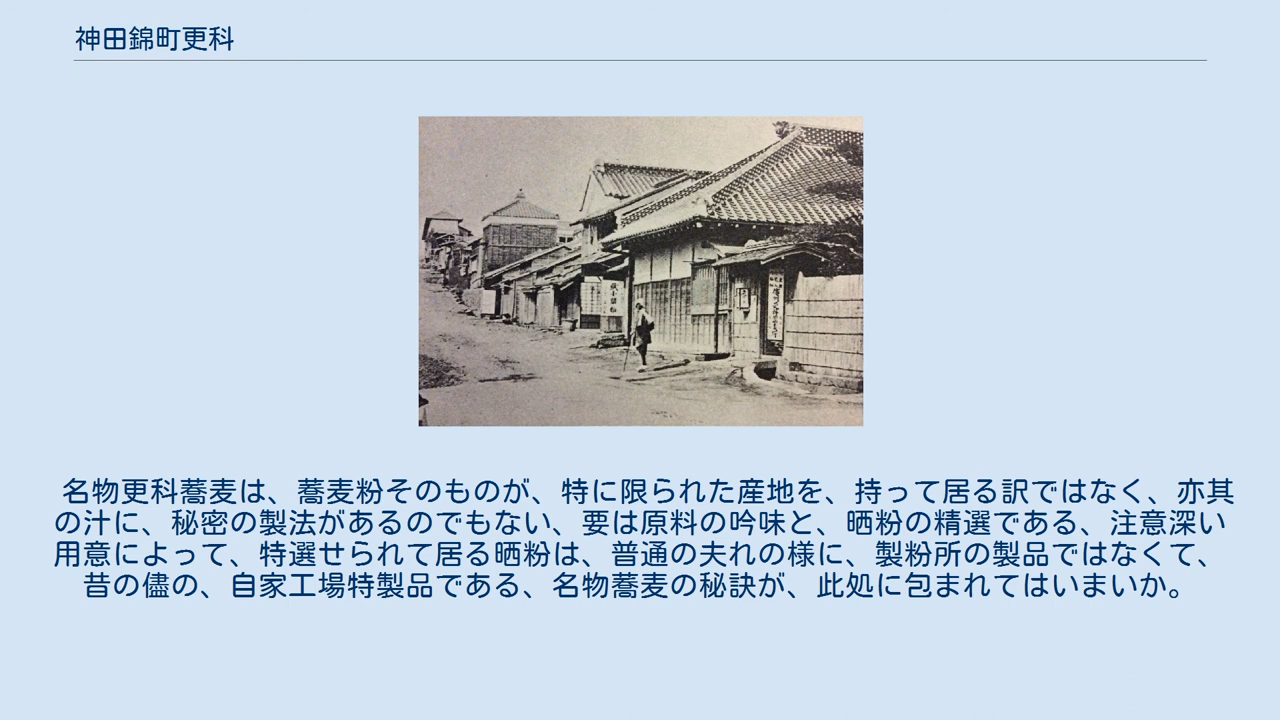 神田錦町更科
名物更科蕎麦は、蕎麦粉そのものが、特に限られた産地を、持って居る訳ではなく、亦其
の汁に、秘密の製法があるのでもない、要は原料の吟味と、晒粉の精選である、注意深い
用意によって、特選せられて居る晒粉は、普通の夫れの様に、製粉所の製品ではなくて、
昔の儘の、自家工場特製品である、名物蕎麦の秘訣が、此処に包まれてはいまいか。